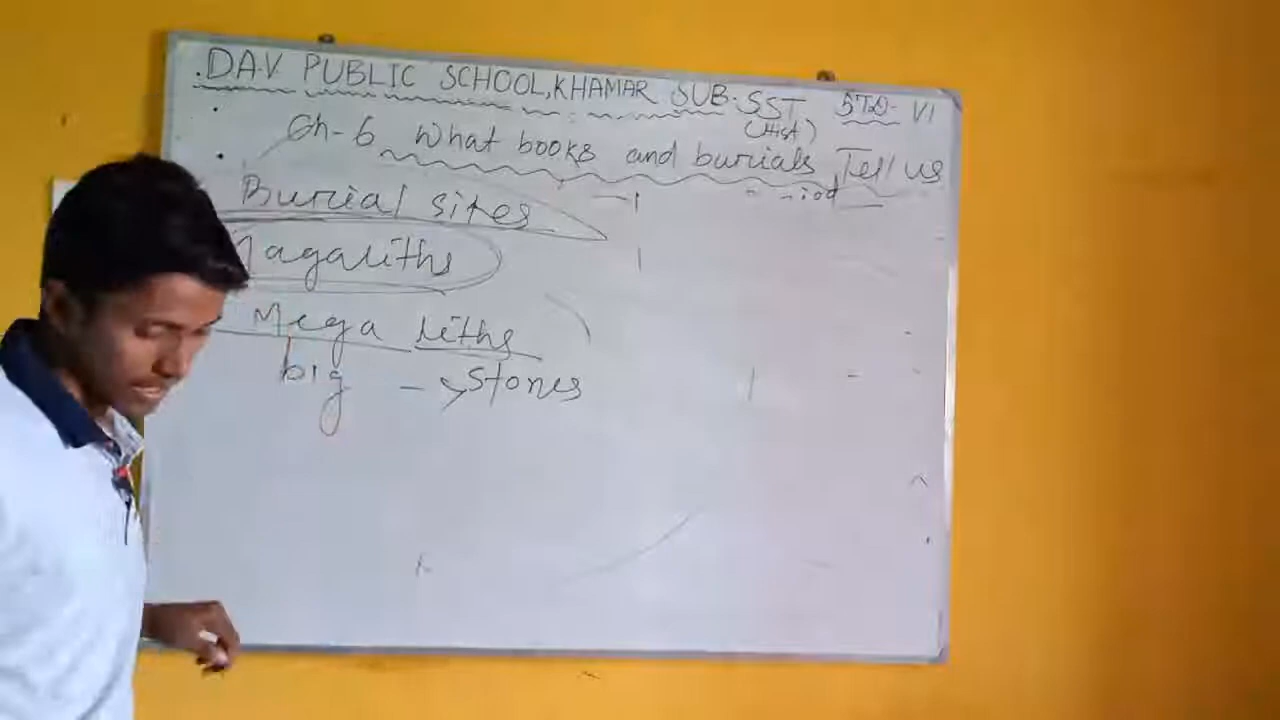 DAV PUBLIC SCHOOL, KHAMAR SUB- SST STD- VI
(Hist)
Ch-6 What books and burials Tell us
Burial sites
Magaliths
Mega liths
big -> Stones